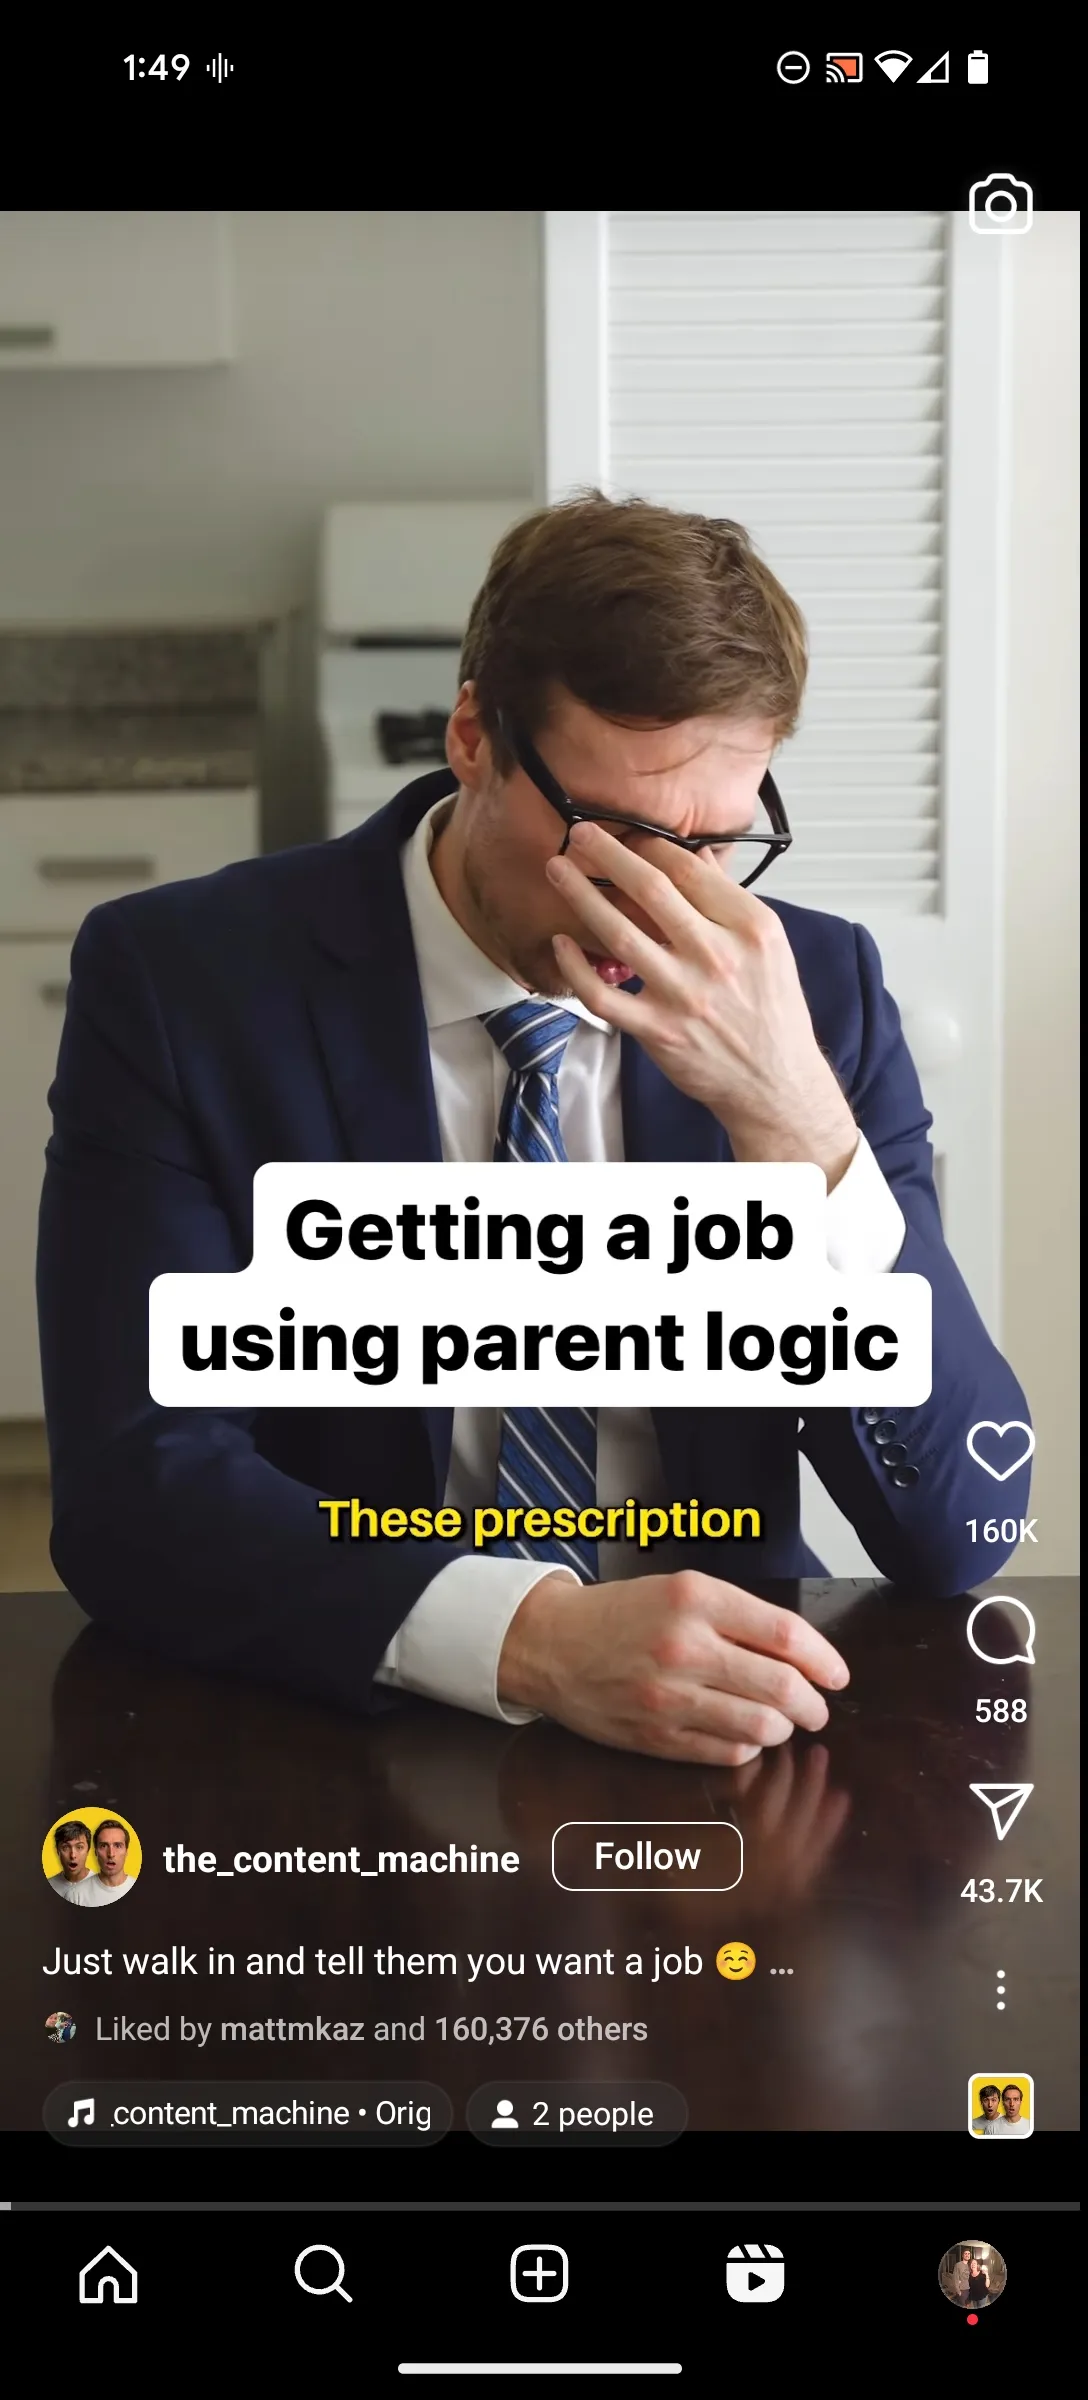 1:49
Getting a job
using parent logic
These prescription
160K
588
43.7K
the_content_machine
Follow
Just walk in and tell them you want a job ☺️ ...
Liked by mattmkaz and 160,376 others
_content_machine • Orig
2 people